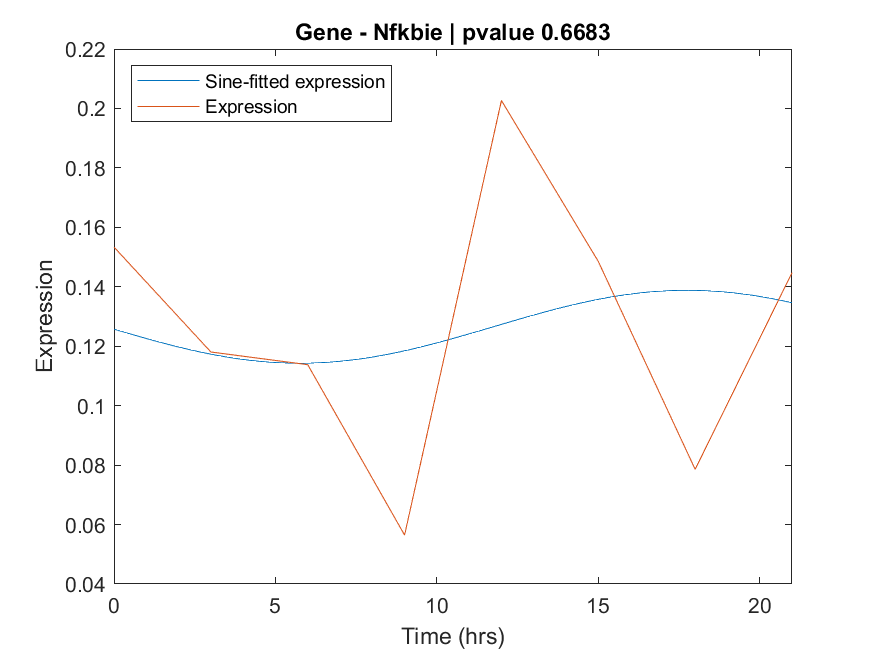 Gene - Nfkbie | pvalue 0.6683
0.22
0.2
0.18
0.16
0.14
0.12
0.1
0.08
0.06
0.04
Expression
Sine-fitted expression
Expression
0 5 10 15 20
Time (hrs)